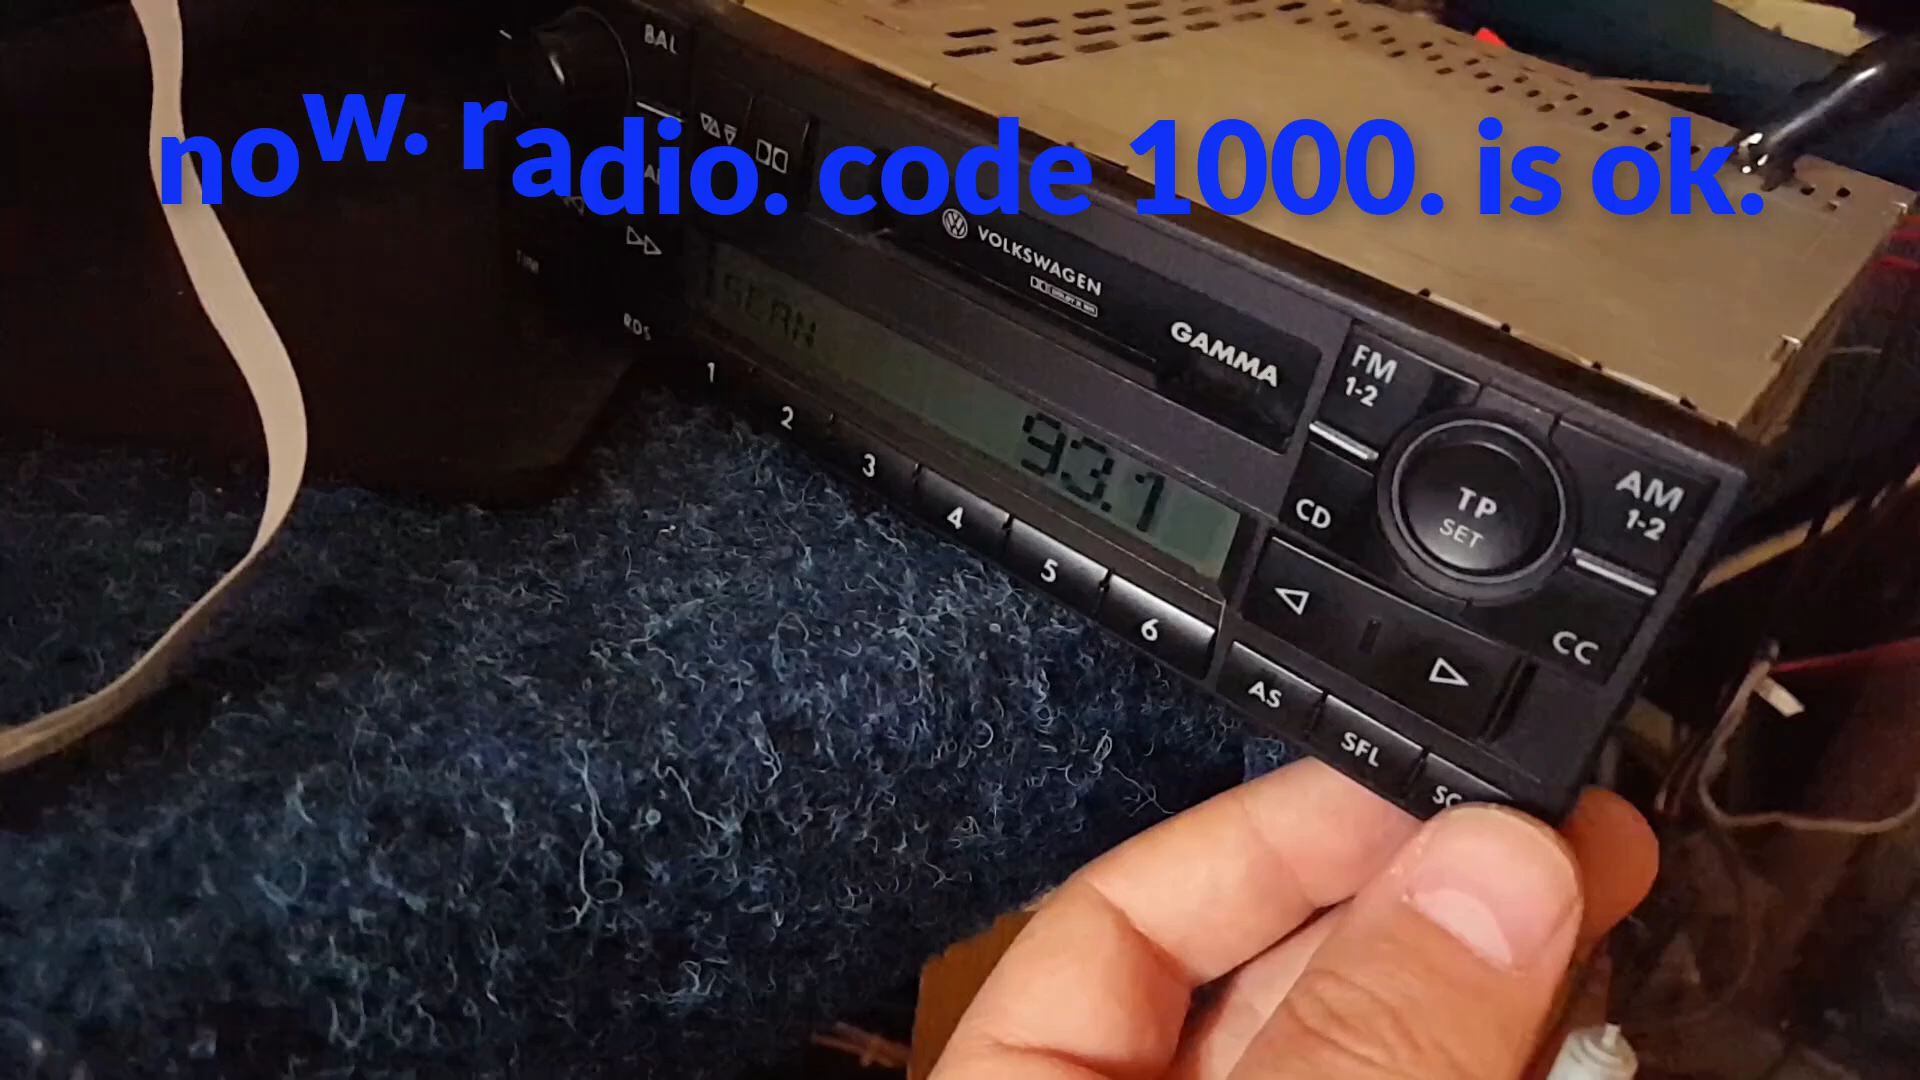 now. radio. code 1000. is ok.
BAL
VOLKSWAGEN
GAMMA
RDS
93.1
FM
1-2
AM
1-2
TP
SET
CD
CC
1
2
3
4
5
6
AS
SFL